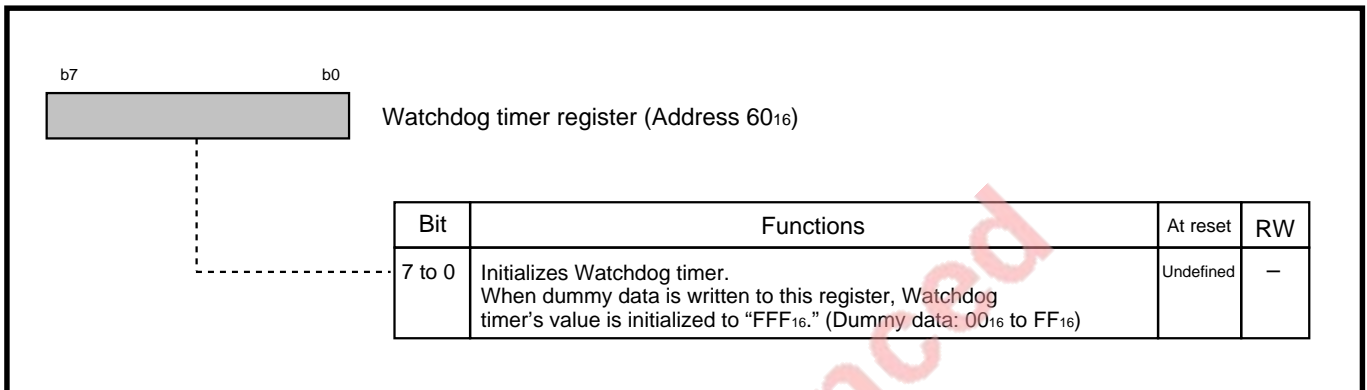 b7 b0
Watchdog timer register (Address 60₁₆)
Bit Functions At reset RW
7 to 0 Initializes Watchdog timer. Undefined –
When dummy data is written to this register, Watchdog
timer’s value is initialized to “FFF₁₆.” (Dummy data: 00₁₆ to FF₁₆)
nced